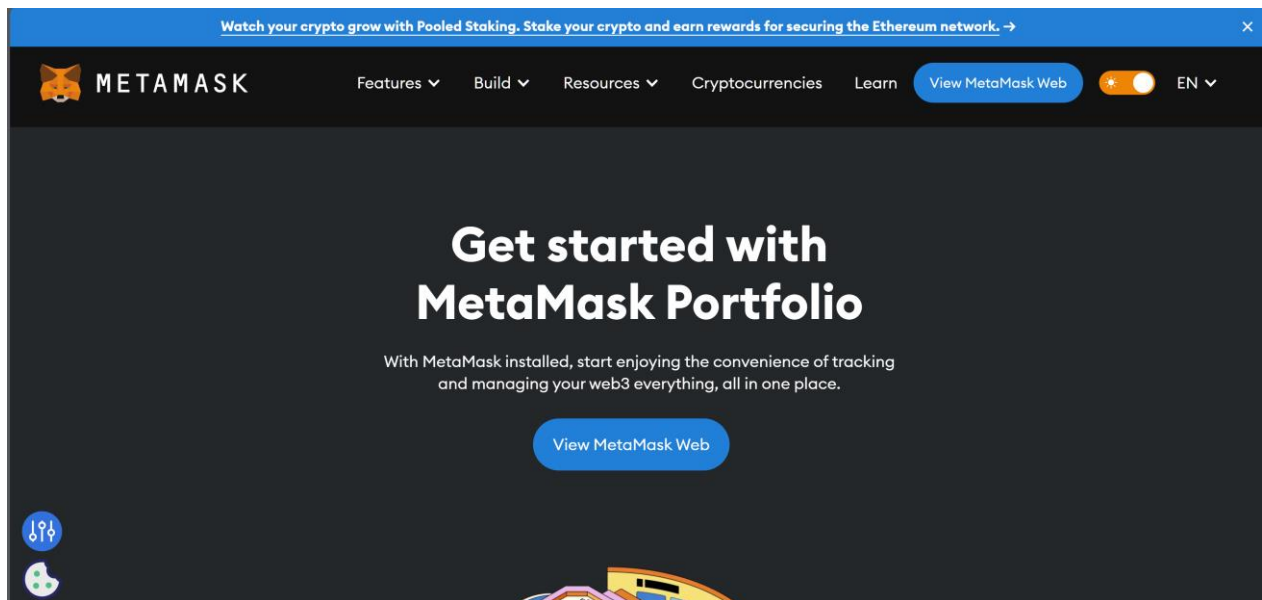 Watch your crypto grow with Pooled Staking. Stake your crypto and earn rewards for securing the Ethereum network. →
METAMASK
Features
Build
Resources
Cryptocurrencies
Learn
View MetaMask Web
EN
Get started with
MetaMask Portfolio
With MetaMask installed, start enjoying the convenience of tracking
and managing your web3 everything, all in one place.
View MetaMask Web